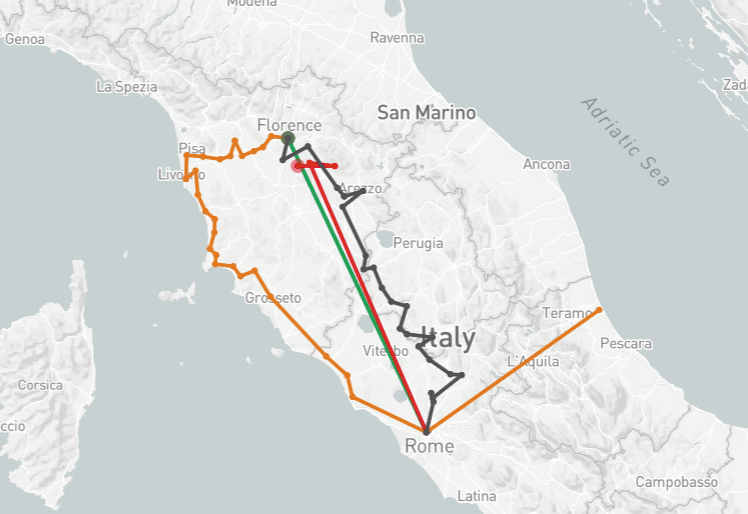 Modena
Genoa
Ravenna
La Spezia
Zada
San Marino
Florence
Adriatic Sea
Pisa
Ancona
Livorno
Arezzo
Perugia
Grosseto
Teramo
Italy
Pescara
Viterbo
L'Aquila
Corsica
ccio
Rome
Campobasso
Latina